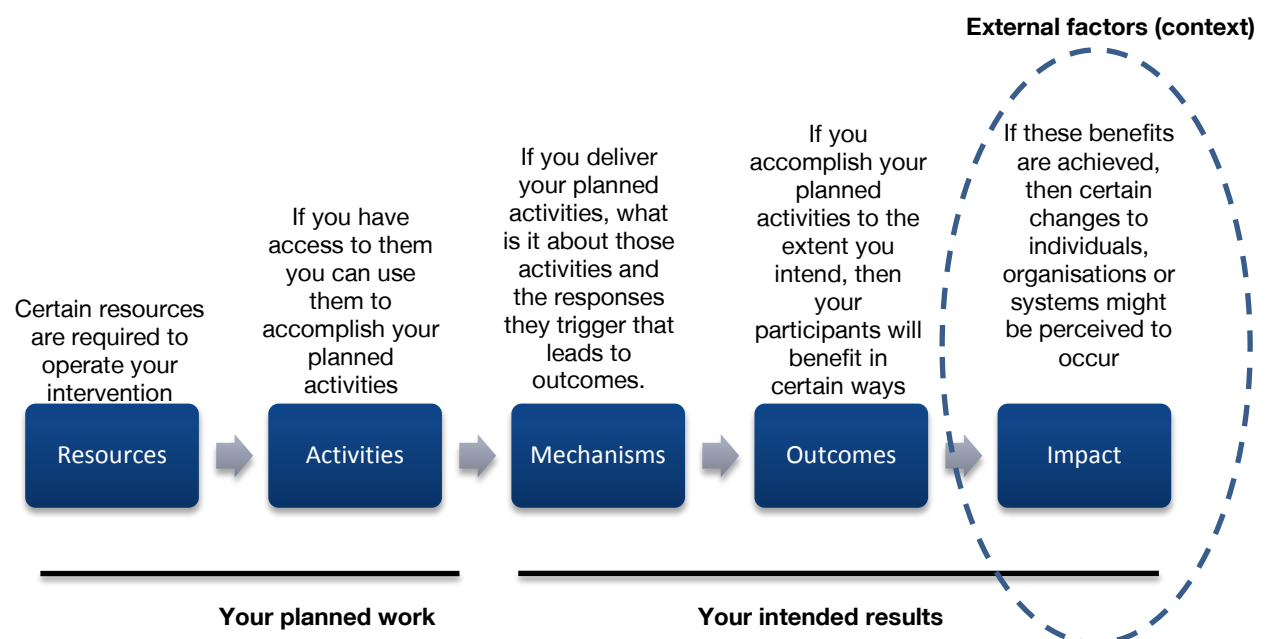 External factors (context)
Certain resources
are required to
operate your
intervention
If you have
access to them
you can use
them to
accomplish your
planned
activities
If you deliver
your planned
activities, what
is it about those
activities and
the responses
they trigger that
leads to
outcomes.
If you
accomplish your
planned
activities to the
extent you
intend, then
your
participants will
benefit in
certain ways
If these benefits
are achieved,
then certain
changes to
individuals,
organisations or
systems might
be perceived to
occur
Resources
Activities
Mechanisms
Outcomes
Impact
Your planned work
Your intended results